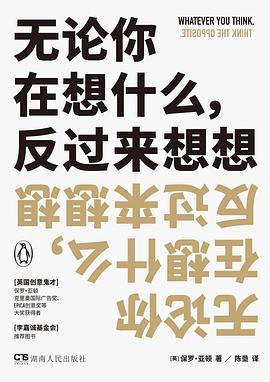 无论你
在想什么，
反过来想想
WHATEVER YOU THINK,
THINK THE OPPOSITE.
无论你
在想什么，
反过来想想
[英国创意鬼才]
保罗·亚顿
克里奥国际广告奖、
EPICA创意奖等
大奖获得者
[李嘉诚基金会]
推荐图书
湖南人民出版社
[英] 保罗·亚顿 著 / 陈垦 译